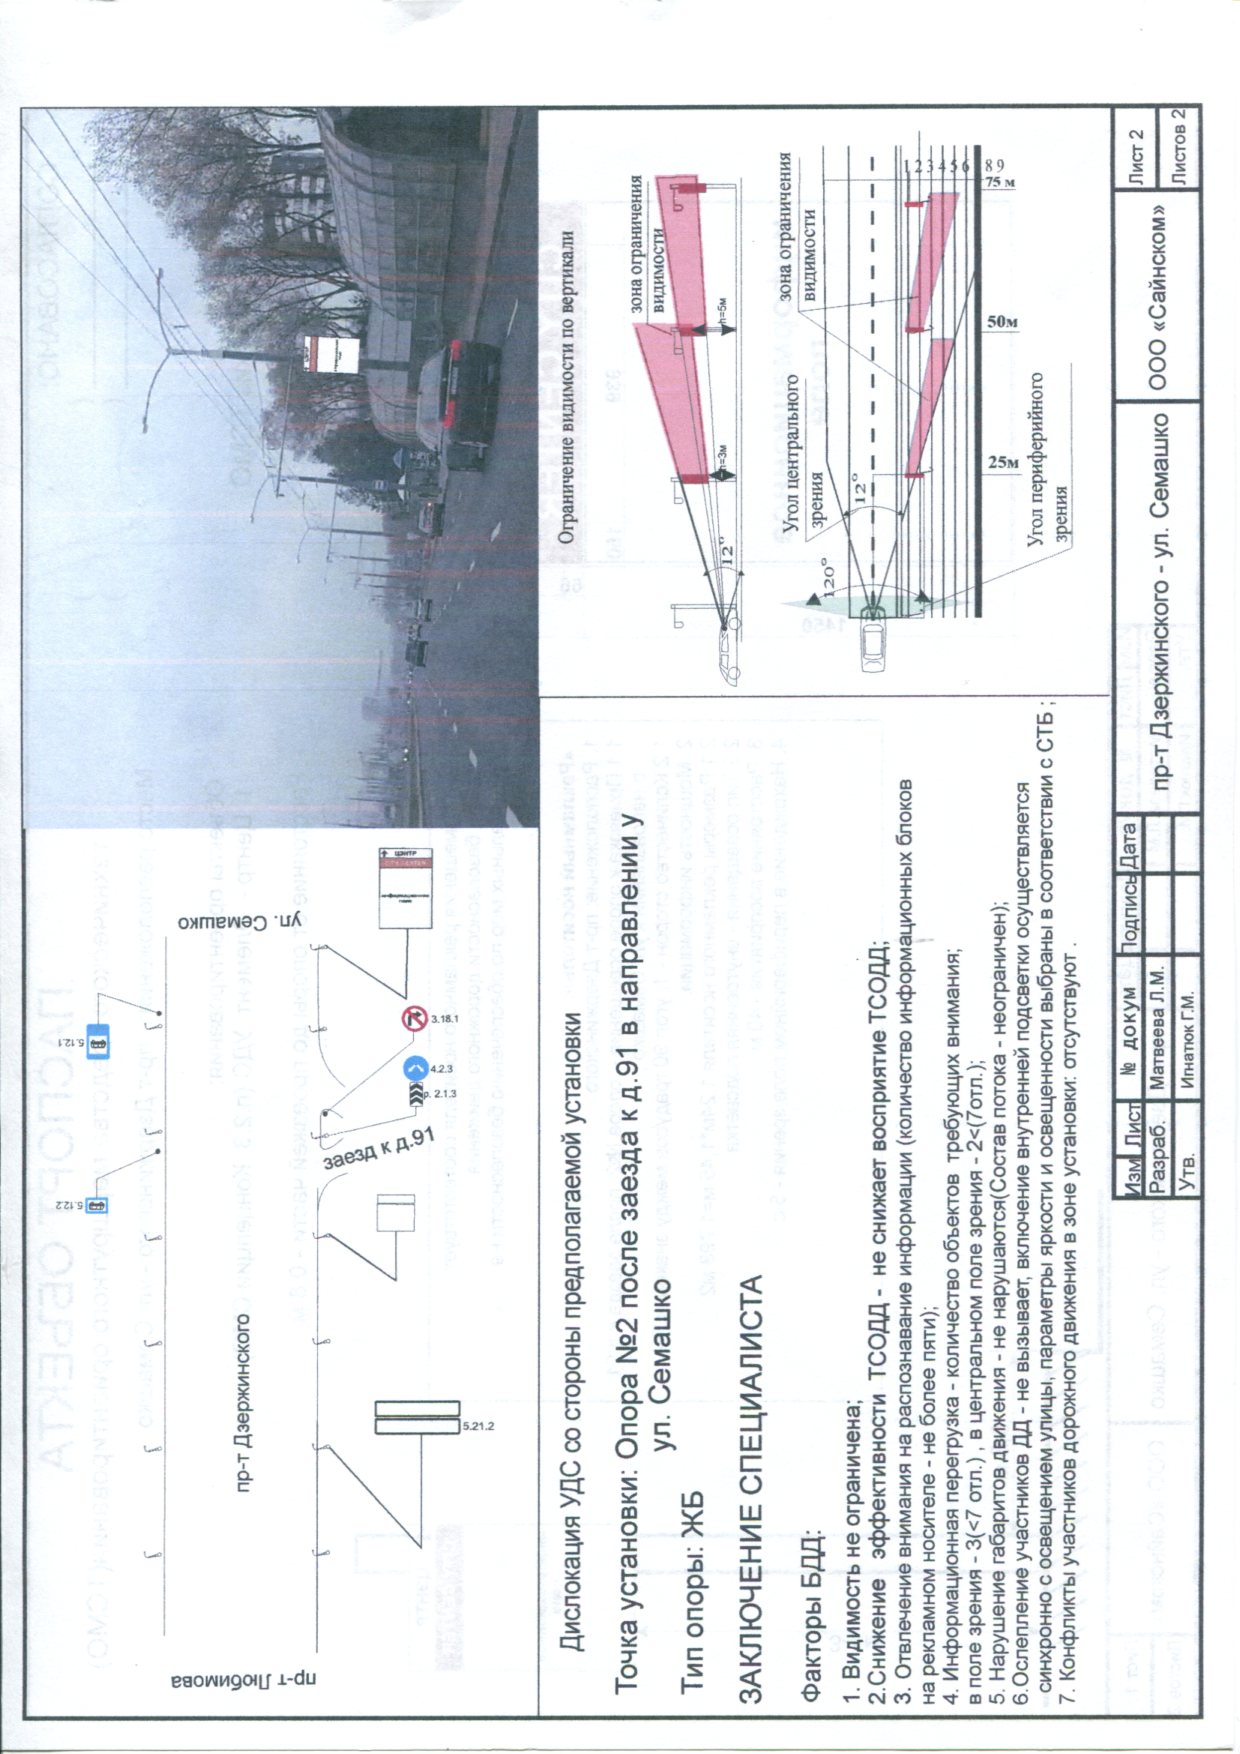 пр-т Любимова
пр-т Дзержинского
ул. Семашко
5.12.2
5.12.1
5.21.2
заезд к д.91
р. 2.1.3
4.2.3
3.18.1
ЦЕНТР
Дислокация УДС со стороны предполагаемой установки
Точка установки: Опора №2 после заезда к д.91 в направлении у
ул. Семашко
Тип опоры: ЖБ
ЗАКЛЮЧЕНИЕ СПЕЦИАЛИСТА
Факторы БДД:
1. Видимость не ограничена;
2.Снижение эффективности ТСОДД - не снижает восприятие ТСОДД;
3. Отвлечение внимания на распознавание информации (количество информационных блоков
на рекламном носителе - не более пяти);
4. Информационная перегрузка - количество объектов требующих внимания;
в поле зрения - 3(<7 отл.) , в центральном поле зрения - 2<(7отл.);
5. Нарушение габаритов движения - не нарушаются(Состав потока - неограничен);
6.Ослепление участников ДД - не вызывает, включение внутренней подсветки осуществляется
синхронно с освещением улицы, параметры яркости и освещенности выбраны в соответствии с СТБ ;
7. Конфликты участников дорожного движения в зоне установки: отсутствуют .
Ограничение видимости по вертикали
зона ограничения
видимости
12°
h=3м
h=5м
Угол центрального
зрения
зона ограничения
видимости
120°
12°
1 2 3 4 5 6 8 9
25м
50м
75 м
Угол периферийного
зрения
Изм Лист № докум Подпись Дата
Разраб. Матвеева Л.М.
Утв. Игнатюк Г.М.
пр-т Дзержинского - ул. Семашко
ООО «Сайнском»
Лист 2
Листов 2